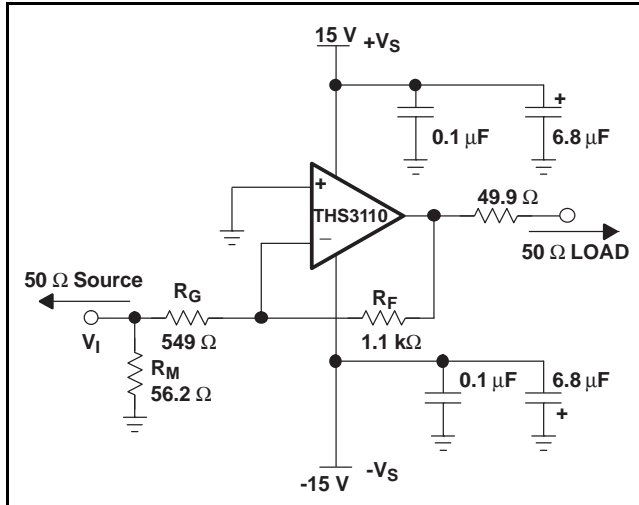 15 V +VS
0.1 µF
+
6.8 µF
+
THS3110
−
49.9 Ω
50 Ω LOAD
50 Ω Source
RG
549 Ω
VI
RM
56.2 Ω
RF
1.1 kΩ
0.1 µF
6.8 µF
+
-15 V
-VS